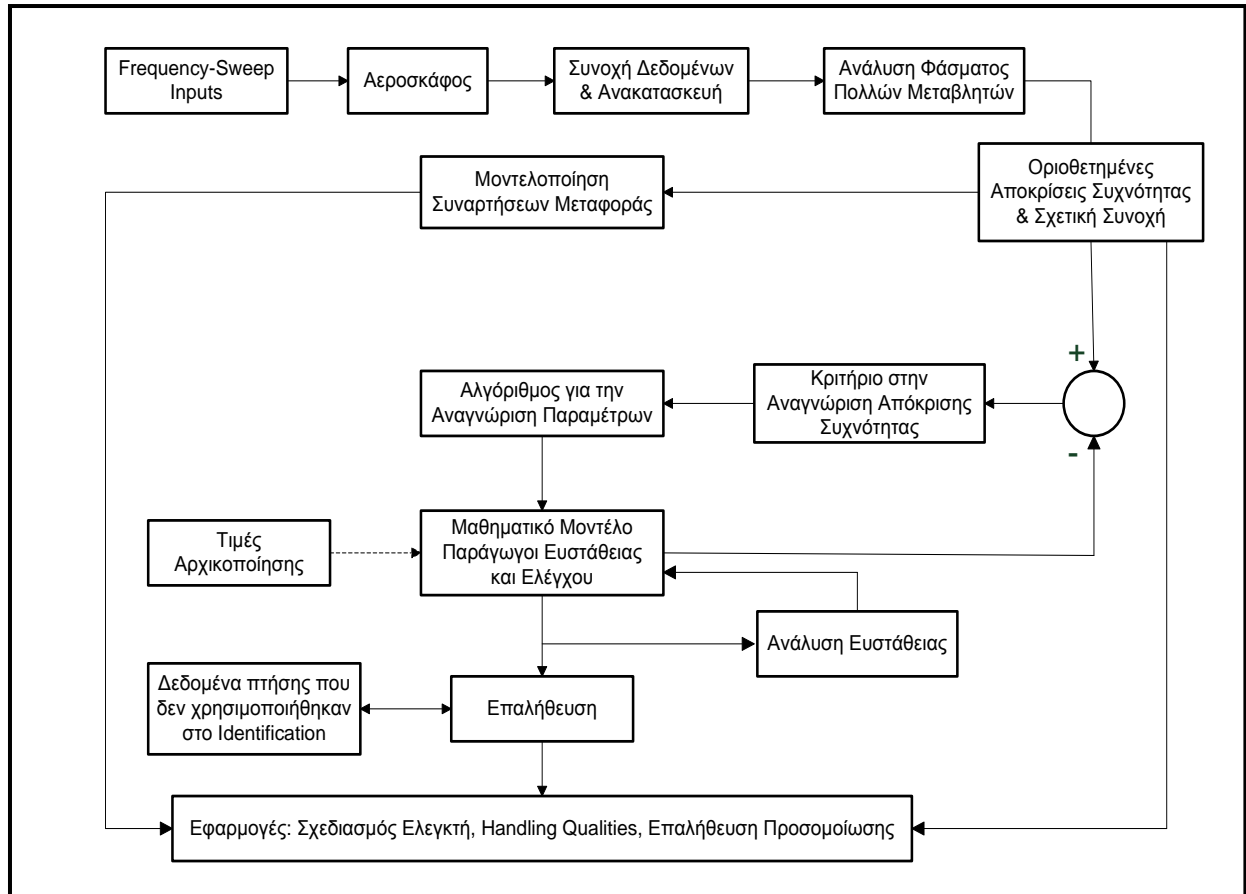 Frequency-Sweep
Inputs
Αεροσκάφος
Συνοχή Δεδομένων
& Ανακατασκευή
Ανάλυση Φάσματος
Πολλών Μεταβλητών
Οριοθετημένες
Αποκρίσεις Συχνότητας
& Σχετική Συνοχή
Μοντελοποίηση
Συναρτήσεων Μεταφοράς
+
-
Κριτήριο στην
Αναγνώριση Απόκρισης
Συχνότητας
Αλγόριθμος για την
Αναγνώριση Παραμέτρων
Τιμές
Αρχικοποίησης
Μαθηματικό Μοντέλο
Παράγωγοι Ευστάθειας
και Ελέγχου
Ανάλυση Ευστάθειας
Δεδομένα πτήσης που
δεν χρησιμοποιήθηκαν
στο Identification
Επαλήθευση
Εφαρμογές: Σχεδιασμός Ελεγκτή, Handling Qualities, Επαλήθευση Προσομοίωσης